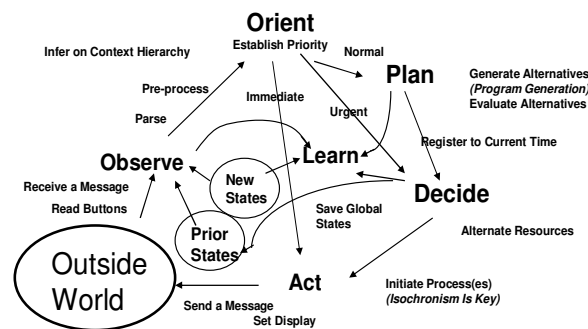 Orient
Establish Priority
Infer on Context Hierarchy
Normal
Plan
Generate Alternatives
(Program Generation)
Evaluate Alternatives
Pre-process
Immediate
Parse
Urgent
Register to Current Time
Observe
Learn
Receive a Message
Read Buttons
New
States
Decide
Prior
States
Save Global
States
Alternate Resources
Outside
World
Act
Initiate Process(es)
(Isochronism Is Key)
Send a Message
Set Display